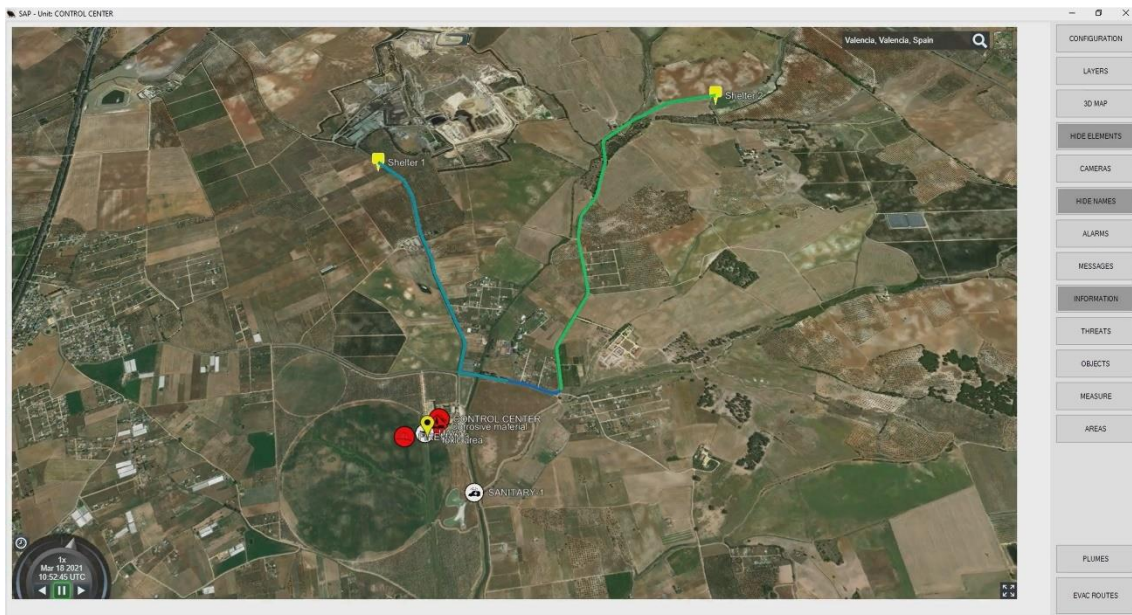 SAP - Unit: CONTROL CENTER
Valencia, Valencia, Spain
CONFIGURATION
LAYERS
3D MAP
HIDE ELEMENTS
CAMERAS
HIDE NAMES
ALARMS
MESSAGES
INFORMATION
THREATS
OBJECTS
MEASURE
AREAS
PLUMES
EVAC ROUTES
Shelter 2
Shelter 1
CONTROL CENTER
corrosive material
area
SANITARY 1
1x
Mar 18 2021
10:52:45 UTC